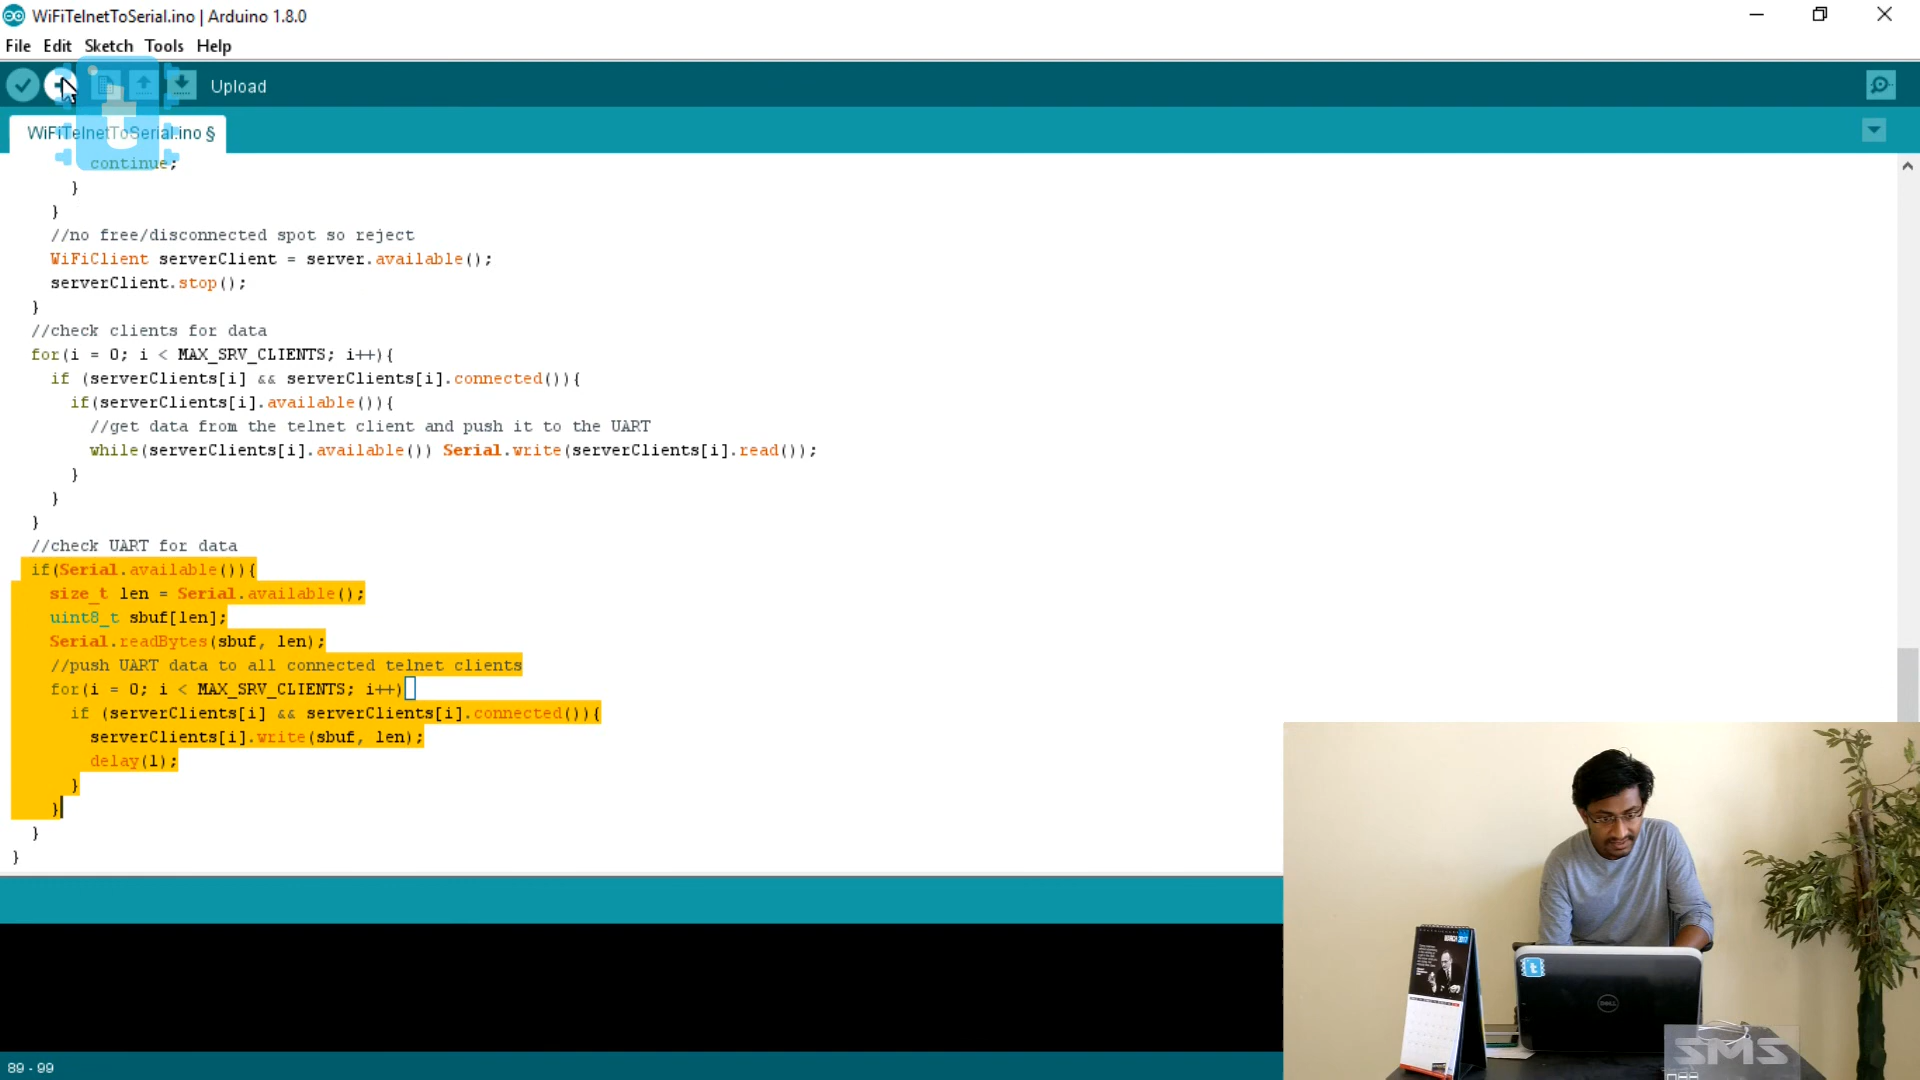 WiFiTelnetToSerial.ino | Arduino 1.8.0
File Edit Sketch Tools Help
Upload
WiFiTelnetToSerial.ino §
continue;
}
}
//no free/disconnected spot so reject
WiFiClient serverClient = server.available();
serverClient.stop();
}
//check clients for data
for(i = 0; i < MAX_SRV_CLIENTS; i++){
if (serverClients[i] && serverClients[i].connected()){
if(serverClients[i].available()){
//get data from the telnet client and push it to the UART
while(serverClients[i].available()) Serial.write(serverClients[i].read());
}
}
}
//check UART for data
if(Serial.available()){
size_t len = Serial.available();
uint8_t sbuf[len];
Serial.readBytes(sbuf, len);
//push UART data to all connected telnet clients
for(i = 0; i < MAX_SRV_CLIENTS; i++)
if (serverClients[i] && serverClients[i].connected()){
serverClients[i].write(sbuf, len);
delay(1);
}
}
}
}
89 - 99
MARCH 2017
t
DELL
SMS